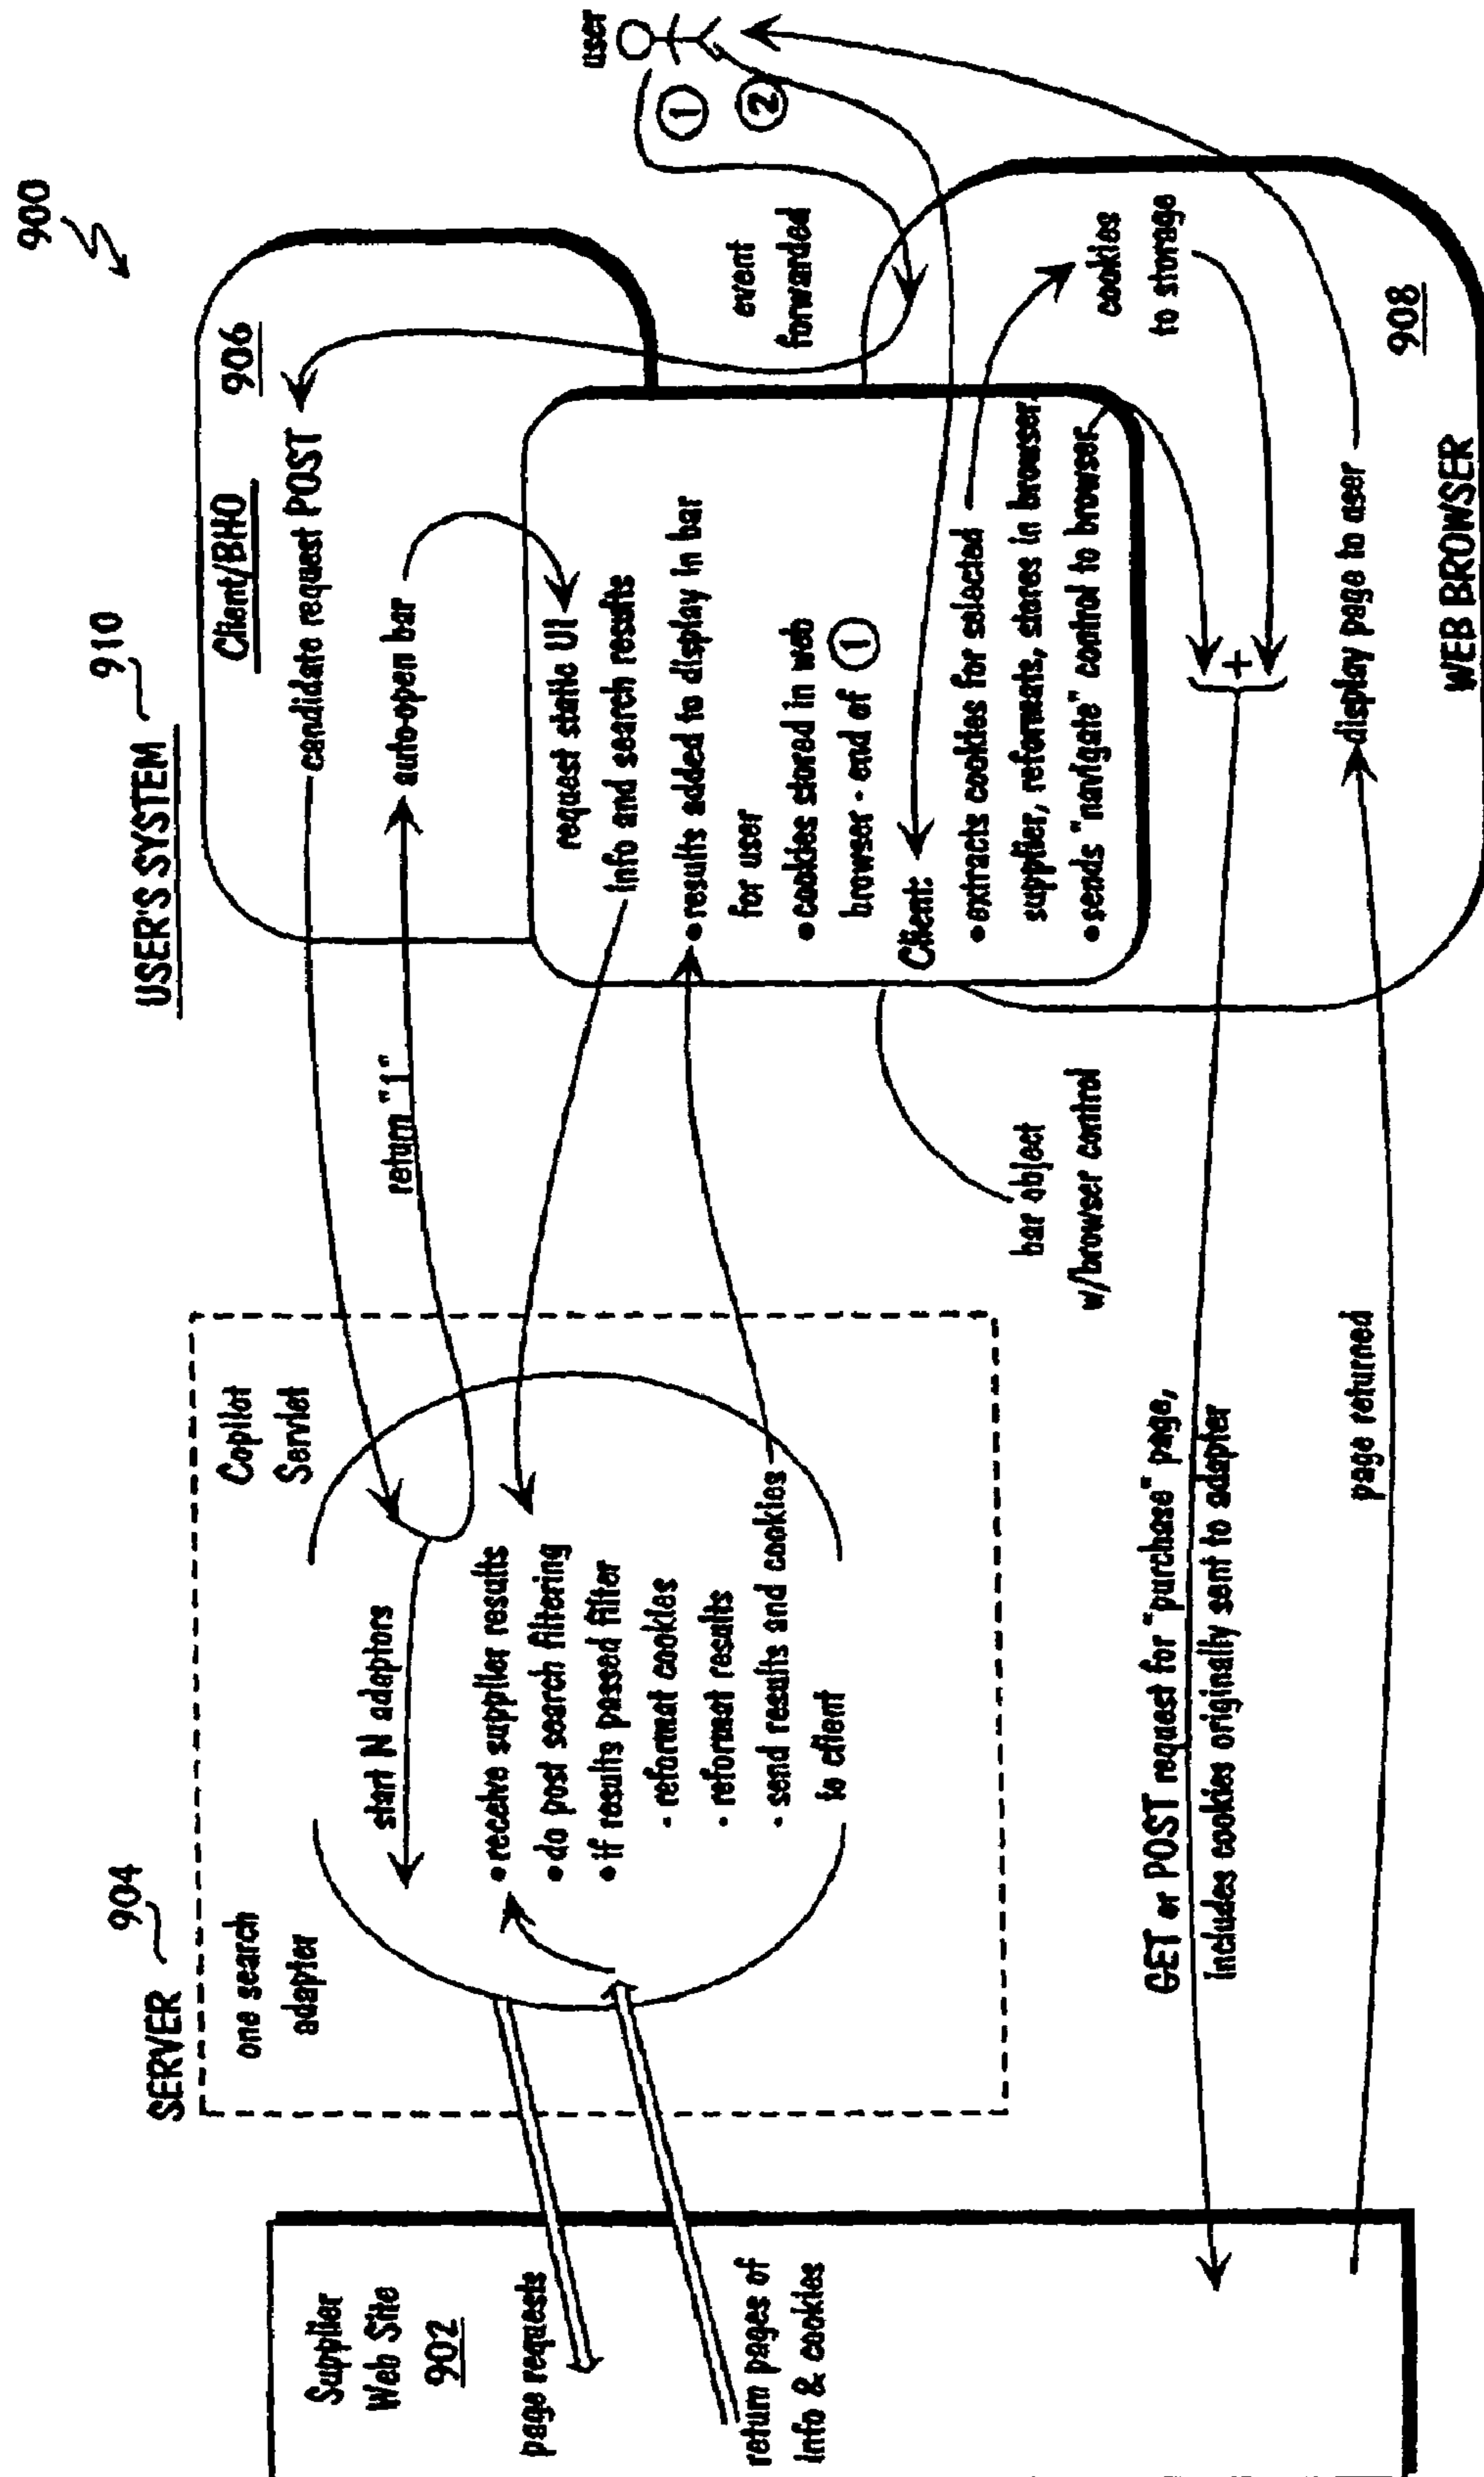 900
SERVER 904
USER'S SYSTEM 910
Supplier
Web Site
902
page requests
return pages of
info & cookies
one search
adapter
Copilot
Servlet
start N adaptors
• receive supplier results
• do post search filtering
• if results passed filter
- reformat cookies
- reformat results
- send results and cookies
to client
return "1"
Client/BHO
906
candidate request POST
auto-open bar
request static UI
info and search results
• results added to display in bar
for user
• cookies stored in web
browser - end of 1
Client:
• extracts cookies for selected
supplier, reformats, stores in browser
• sends "navigate" control to browser
bar object
w/browser control
event
forwarded
user
1
2
cookies
to storage
+
GET or POST request for "purchase" page,
includes cookies originally sent to adapter
page returned
display page to user
908
WEB BROWSER